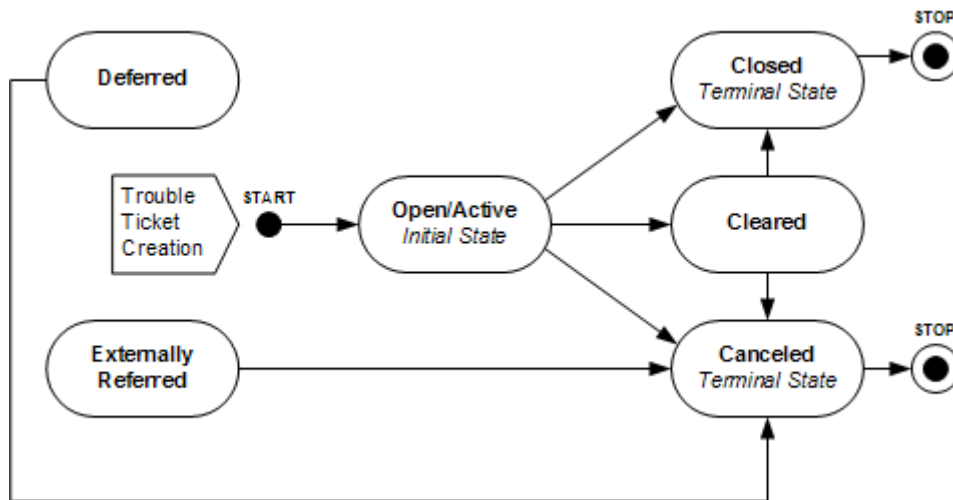 STOP
Deferred
Closed
Terminal State
Trouble
Ticket
Creation
START
Open/Active
Initial State
Cleared
STOP
Externally
Referred
Canceled
Terminal State